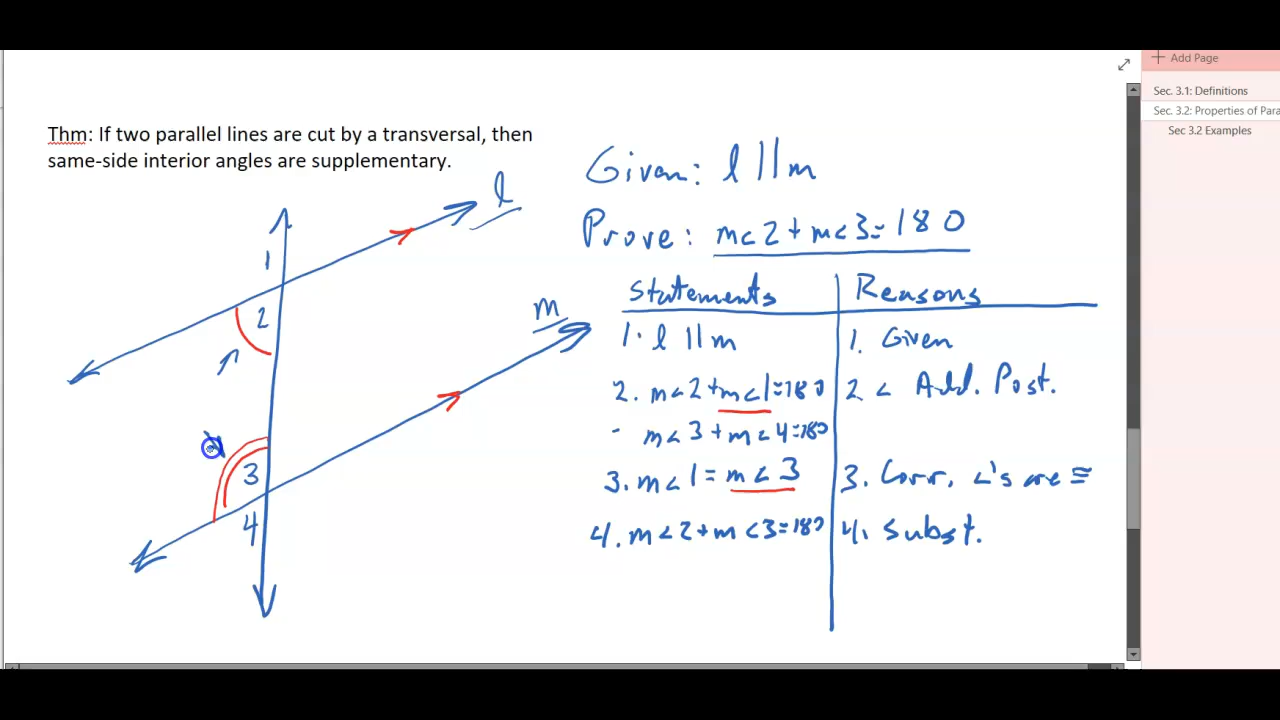 Add Page
Sec. 3.1: Definitions
Sec. 3.2: Properties of Para
Sec 3.2 Examples
Thm: If two parallel lines are cut by a transversal, then
same-side interior angles are supplementary.
l
m
1
2
3
4
Given: l || m
Prove: m<2 + m<3 = 180
Statements Reasons
1. l || m 1. Given
2. m<2 + m<1 = 180 2 < Add. Post.
- m<3 + m<4 = 180
3. m<1 = m<3 3. Corr. <'s are ≅
4. m<2 + m<3 = 180 4. Subst.